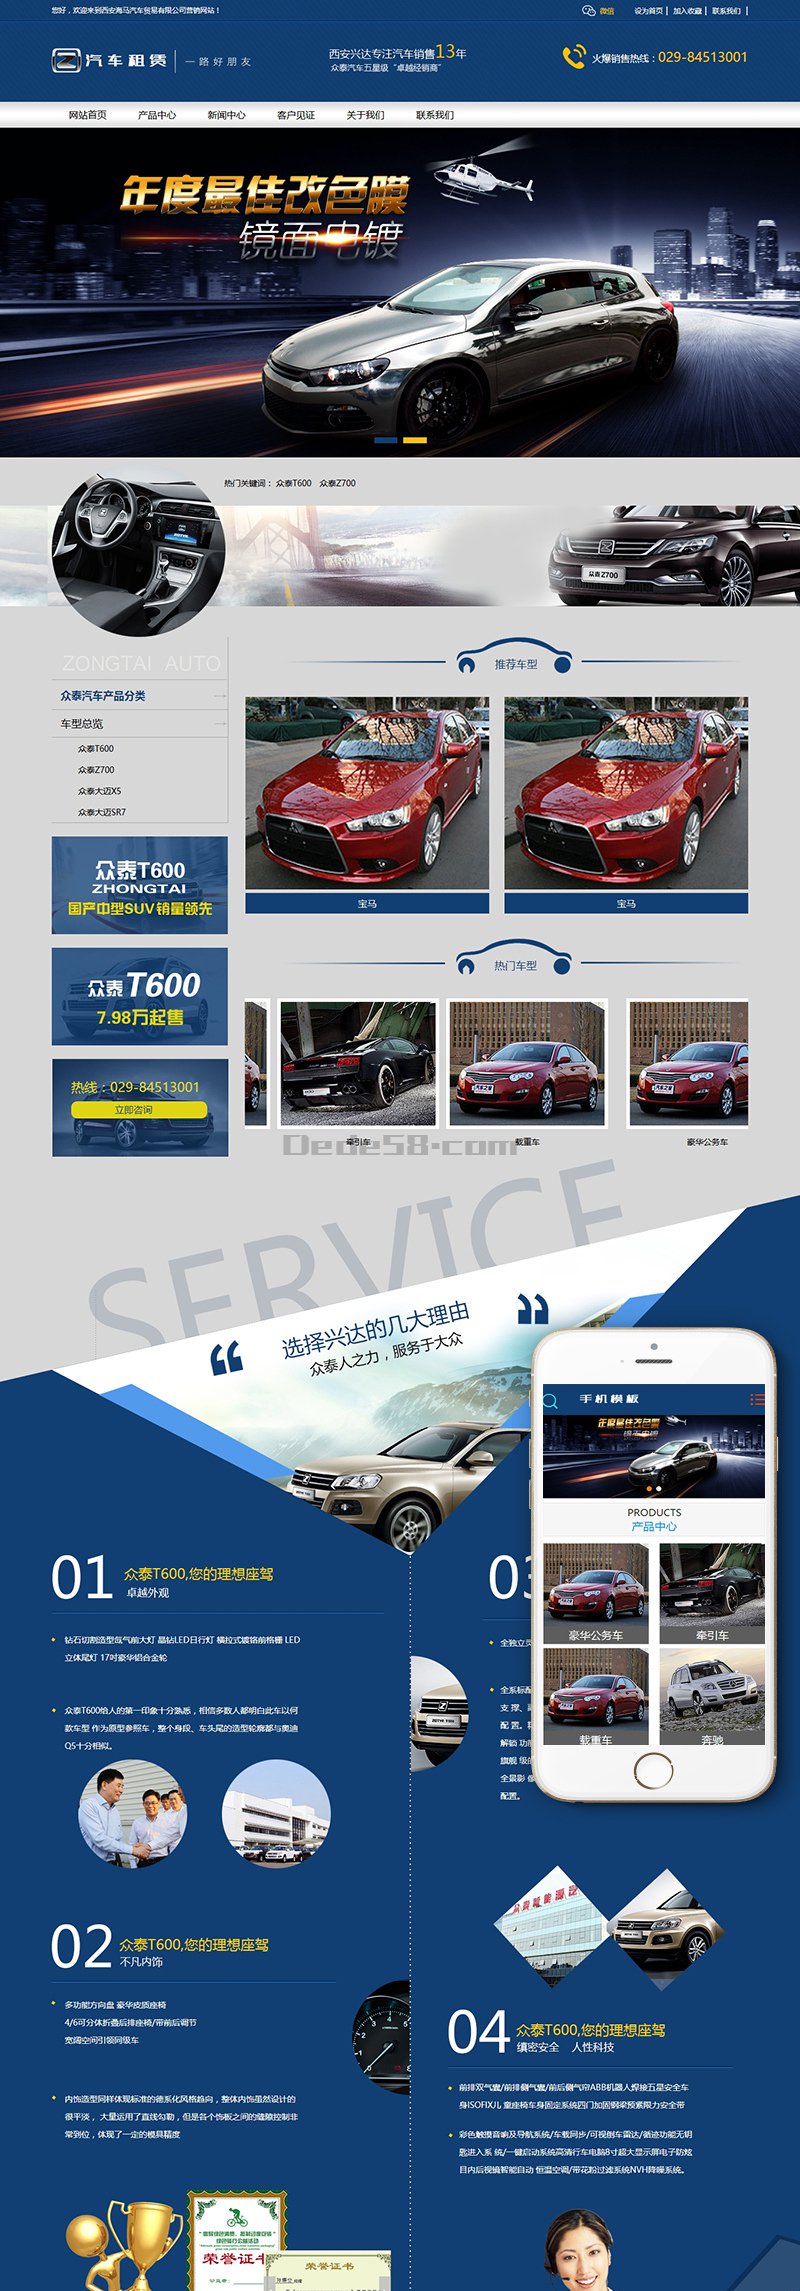 您好，欢迎来到西安海马汽车贸易有限公司营销网站！
微信 设为首页 | 加入收藏 | 联系我们 |
汽车租赁 一路好朋友
西安兴达专注汽车销售13年
众泰汽车五星级“卓越经销商”
火爆销售热线：029-84513001
网站首页 产品中心 新闻中心 客户见证 关于我们 联系我们
年度最佳改色膜
镜面电镀
热门关键词： 众泰T600 众泰Z700
众泰Z700
ZONGTAI AUTO
众泰汽车产品分类
车型总览
众泰T600
众泰Z700
众泰大迈X5
众泰大迈SR7
众泰T600
ZHONGTAI
国产中型SUV 销量领先
众泰T600
7.98万起售
热线：029-84513001
立即咨询
推荐车型
宝马 宝马
热门车型
牵引车 载重车 豪华公务车
Dede58.com
SERVICE
“ 选择兴达的几大理由 ”
众泰人之力，服务于大众
手机模板
年度最佳改色膜
镜面电镀
PRODUCTS
产品中心
豪华公务车 牵引车
载重车 奔驰
01 众泰T600,您的理想座驾
卓越外观
钻石切割造型氙气前大灯 晶钻LED日行灯 横拉式镀铬前格栅 LED
立体尾灯 17吋豪华铝合金轮
众泰T600给人的第一印象十分熟悉，相信多数人都明白此车以何
款车型 作为原型参照车，整个身段、车头尾的造型轮廓都与奥迪
Q5十分相似。
02 众泰T600,您的理想座驾
不凡内饰
多功能方向盘 豪华皮质座椅
4/6可分体折叠后排座椅/带前后调节
宽阔空间引领同级车
内饰造型同样体现标准的德系化风格趋向，整体内饰虽然设计的
很平淡， 大量运用了直线勾勒，但是各个饰板之间的缝隙控制非
常到位，体现了一定的模具精度
03
全独立
全系标配
支撑、
配 置。
解锁 功
旗舰 级的
全景影 像
配置。
04 众泰T600,您的理想座驾
缜密安全 人性科技
前排双气囊/前排侧气囊/前后侧气帘ABB机器人焊接五星安全车
身ISOFIX儿 童座椅车身固定系统四门加固钢梁预紧限力安全带
彩色触摸音响及导航系统/车载同步/可视倒车雷达/循迹功能无钥
匙进入系 统/一键启动系统高清行车电脑8寸超大显示屏电子防炫
目内后视镜智能自动 恒温空调/带花粉过滤系统NVH降噪系统。
荣誉证书
荣誉证书